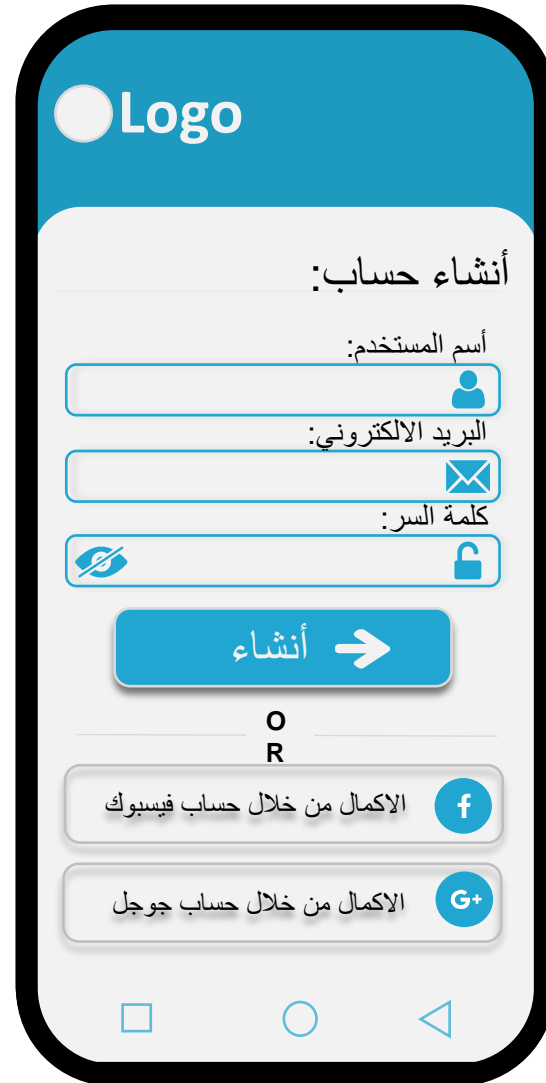 Logo
أنشاء حساب:
أسم المستخدم:
البريد الالكتروني:
كلمة السر:
أنشاء
O
R
الاكمال من خلال حساب فيسبوك
f
الاكمال من خلال حساب جوجل
G+